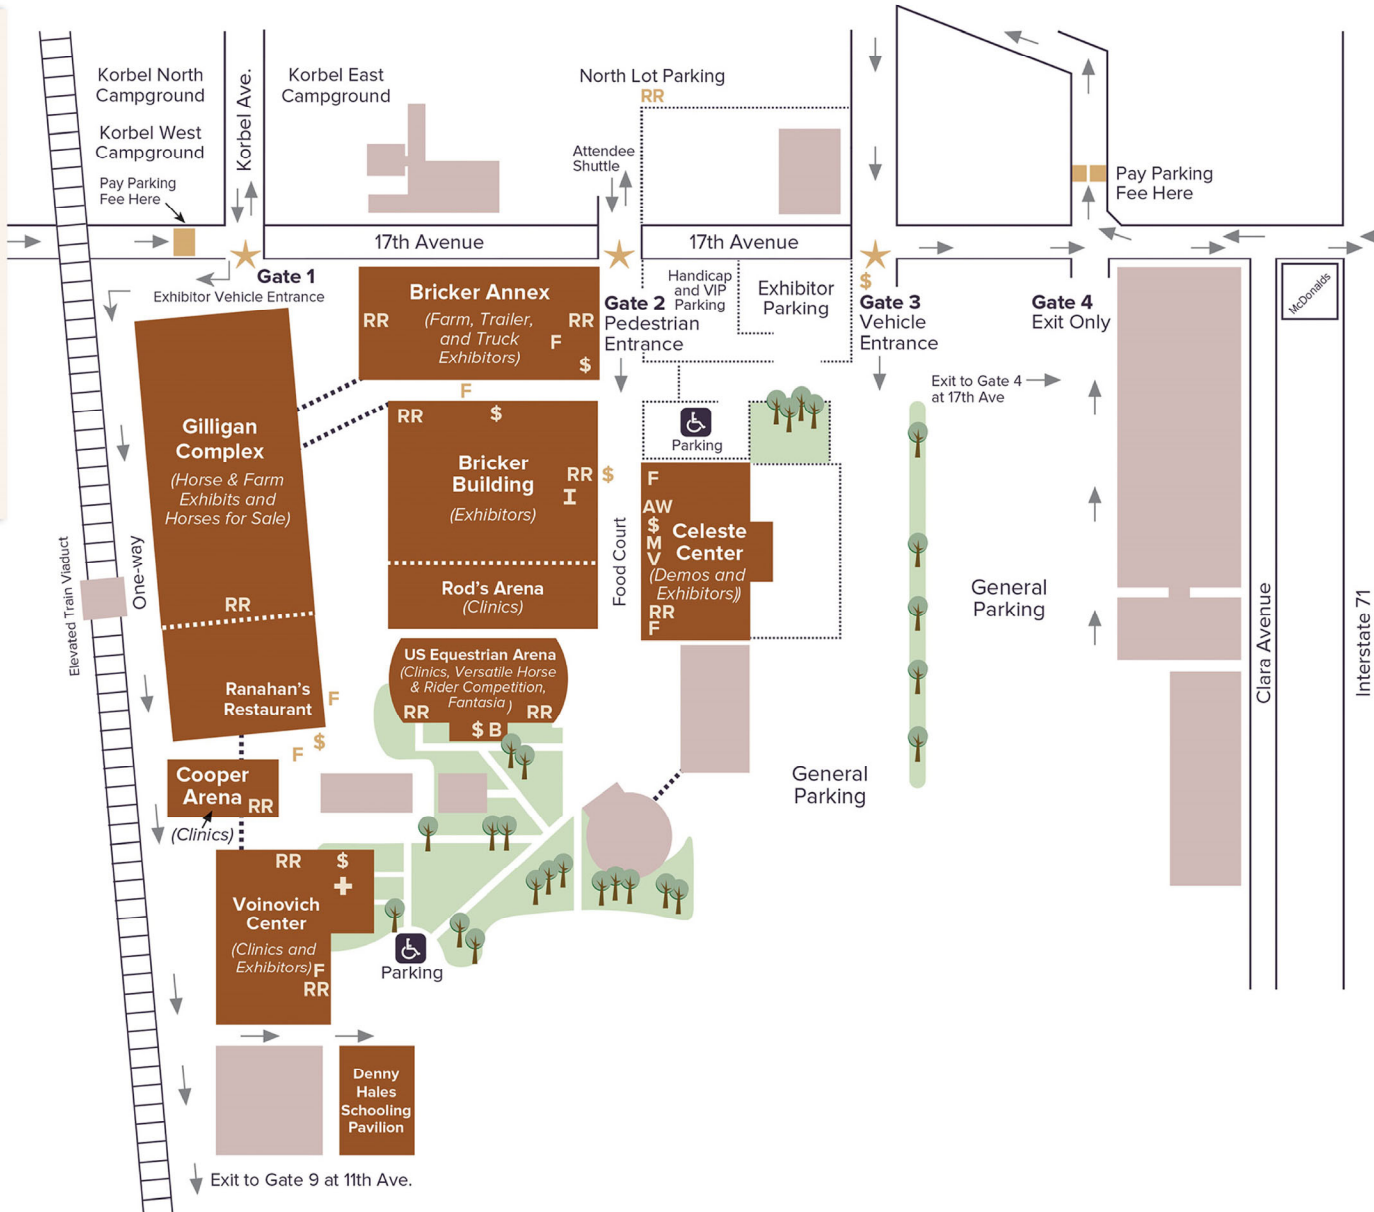 Korbel North
Campground
Korbel West
Campground
Pay Parking
Fee Here
Korbel Ave.
Korbel East
Campground
North Lot Parking
RR
Attendee
Shuttle
Pay Parking
Fee Here
17th Avenue
17th Avenue
Gate 1
Exhibitor Vehicle Entrance
Bricker Annex
(Farm, Trailer,
and Truck
Exhibitors)
RR
RR
F
$
F
Gate 2
Pedestrian
Entrance
Handicap
and VIP
Parking
Exhibitor
Parking
$
Gate 3
Vehicle
Entrance
Gate 4
Exit Only
McDonalds
Exit to Gate 4
at 17th Ave
Gilligan
Complex
(Horse & Farm
Exhibits and
Horses for Sale)
RR
Ranahan's
Restaurant
F
F
$
RR
$
Bricker
Building
(Exhibitors)
RR
$
I
Rod's Arena
(Clinics)
Food Court
Parking
F
AW
$
M
V
Celeste
Center
(Demos and
Exhibitors))
RR
F
General
Parking
Elevated Train Viaduct
One-way
Clara Avenue
Interstate 71
US Equestrian Arena
(Clinics, Versatile Horse
& Rider Competition,
Fantasia )
RR
RR
$ B
General
Parking
Cooper
Arena
RR
(Clinics)
RR
$
Voinovich
Center
(Clinics and
Exhibitors)
F
RR
Parking
Denny
Hales
Schooling
Pavilion
Exit to Gate 9 at 11th Ave.